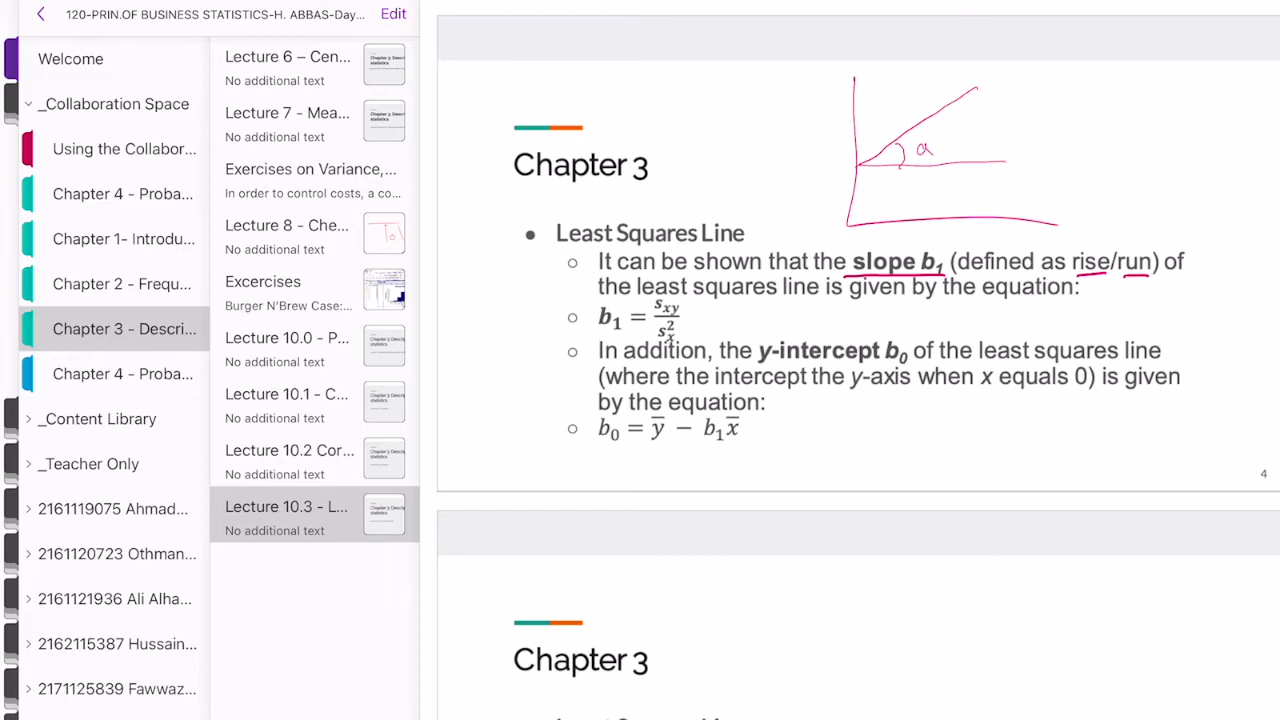 120-PRIN.OF BUSINESS STATISTICS-H. ABBAS-Day...
Edit
Welcome
_Collaboration Space
Using the Collabor...
Chapter 4 - Proba...
Chapter 1- Introdu...
Chapter 2 - Frequ...
Chapter 3 - Descri...
Chapter 4 - Proba...
_Content Library
_Teacher Only
2161119075 Ahmad...
2161120723 Othman...
2161121936 Ali Alha...
2162115387 Hussain...
2171125839 Fawwaz...
Lecture 6 – Cen...
No additional text
Lecture 7 - Mea...
No additional text
Exercises on Variance,...
In order to control costs, a co...
Lecture 8 - Che...
No additional text
Exercises
Burger N'Brew Case:...
Lecture 10.0 - P...
No additional text
Lecture 10.1 - C...
No additional text
Lecture 10.2 Cor...
No additional text
Lecture 10.3 - L...
No additional text
a
Chapter 3
● Least Squares Line
○ It can be shown that the slope b₁ (defined as rise/run) of
the least squares line is given by the equation:
○ b₁ = s_xy / s_x²
○ In addition, the y-intercept b₀ of the least squares line
(where the intercept the y-axis when x equals 0) is given
by the equation:
○ b₀ = y̅ − b₁x̅
4
Chapter 3